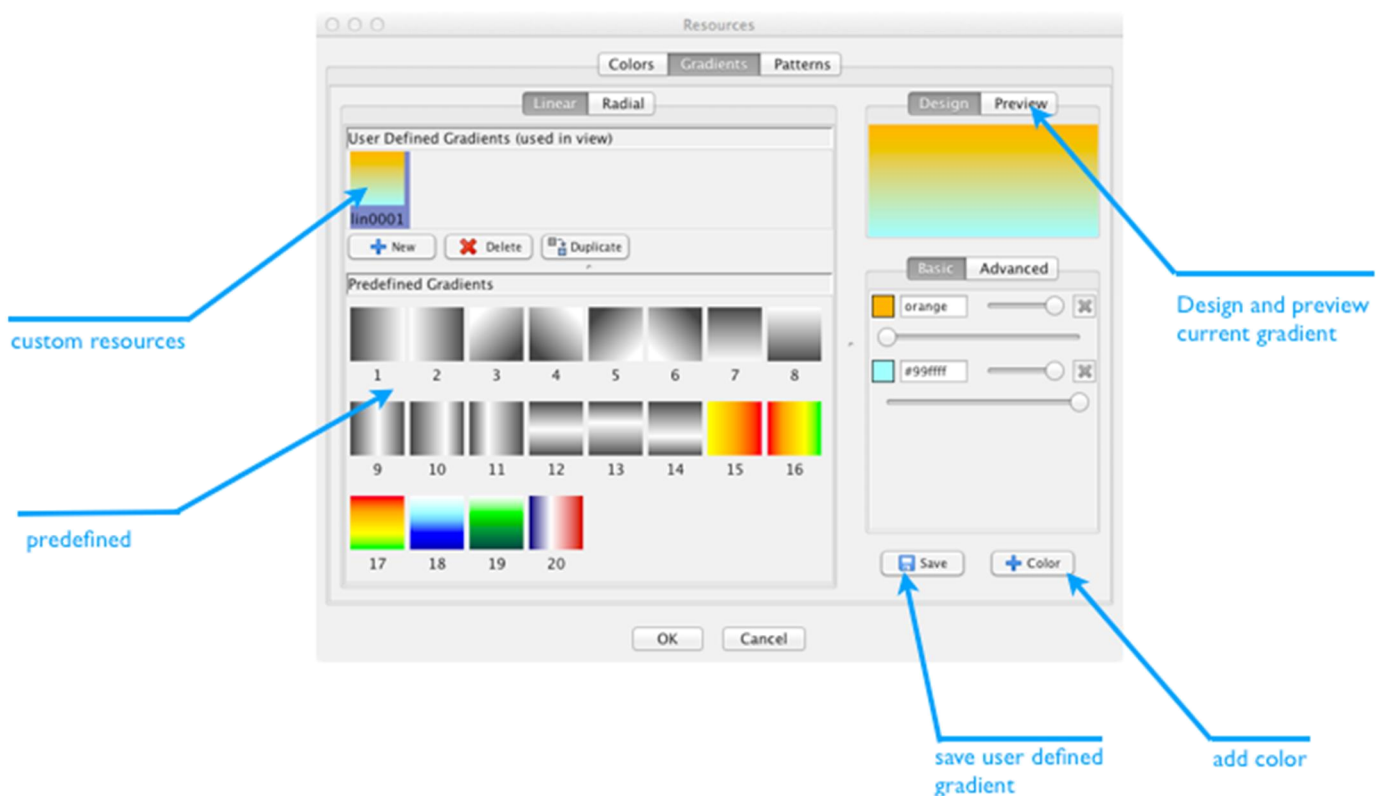 Resources
Colors Gradients Patterns
Linear Radial
Design Preview
User Defined Gradients (used in view)
lin0001
New Delete Duplicate
Predefined Gradients
Basic Advanced
orange
#99ffff
1 2 3 4 5 6 7 8
9 10 11 12 13 14 15 16
17 18 19 20
Save Color
OK Cancel
custom resources
predefined
Design and preview
current gradient
save user defined
gradient
add color